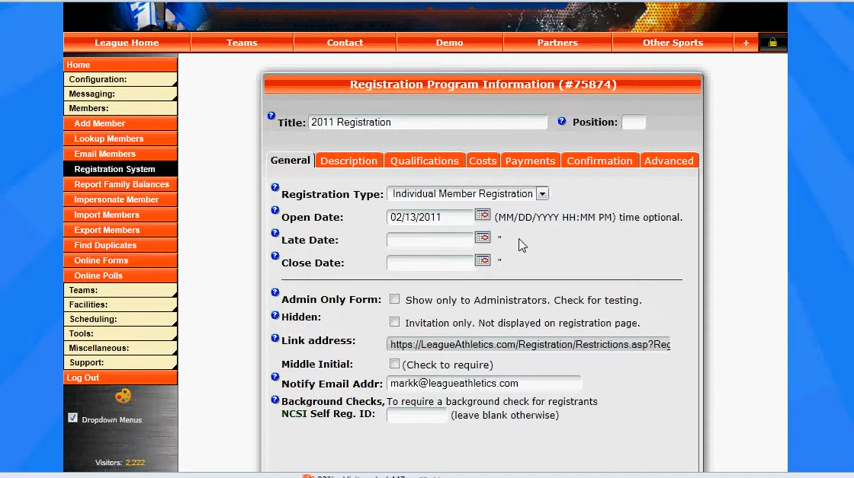 League Home Teams Contact Demo Partners Other Sports +
Home
Configuration:
Messaging:
Members:
Add Member
Lookup Members
Email Members
Registration System
Report Family Balances
Impersonate Member
Import Members
Export Members
Find Duplicates
Online Forms
Online Polls
Teams:
Facilities:
Scheduling:
Tools:
Miscellaneous:
Support:
Log Out
Dropdown Menus
Visitors: 2,222
Registration Program Information (#75874)
? Title: 2011 Registration ? Position:
General Description Qualifications Costs Payments Confirmation Advanced
? Registration Type: Individual Member Registration
? Open Date: 02/13/2011 (MM/DD/YYYY HH:MM PM) time optional.
? Late Date: "
? Close Date: "
? Admin Only Form: Show only to Administrators. Check for testing.
? Hidden: Invitation only. Not displayed on registration page.
? Link address: https://LeagueAthletics.com/Registration/Restrictions.asp?Reg
Middle Initial: (Check to require)
? Notify Email Addr: markk@leagueathletics.com
? Background Checks, To require a background check for registrants
NCSI Self Reg. ID: (leave blank otherwise)